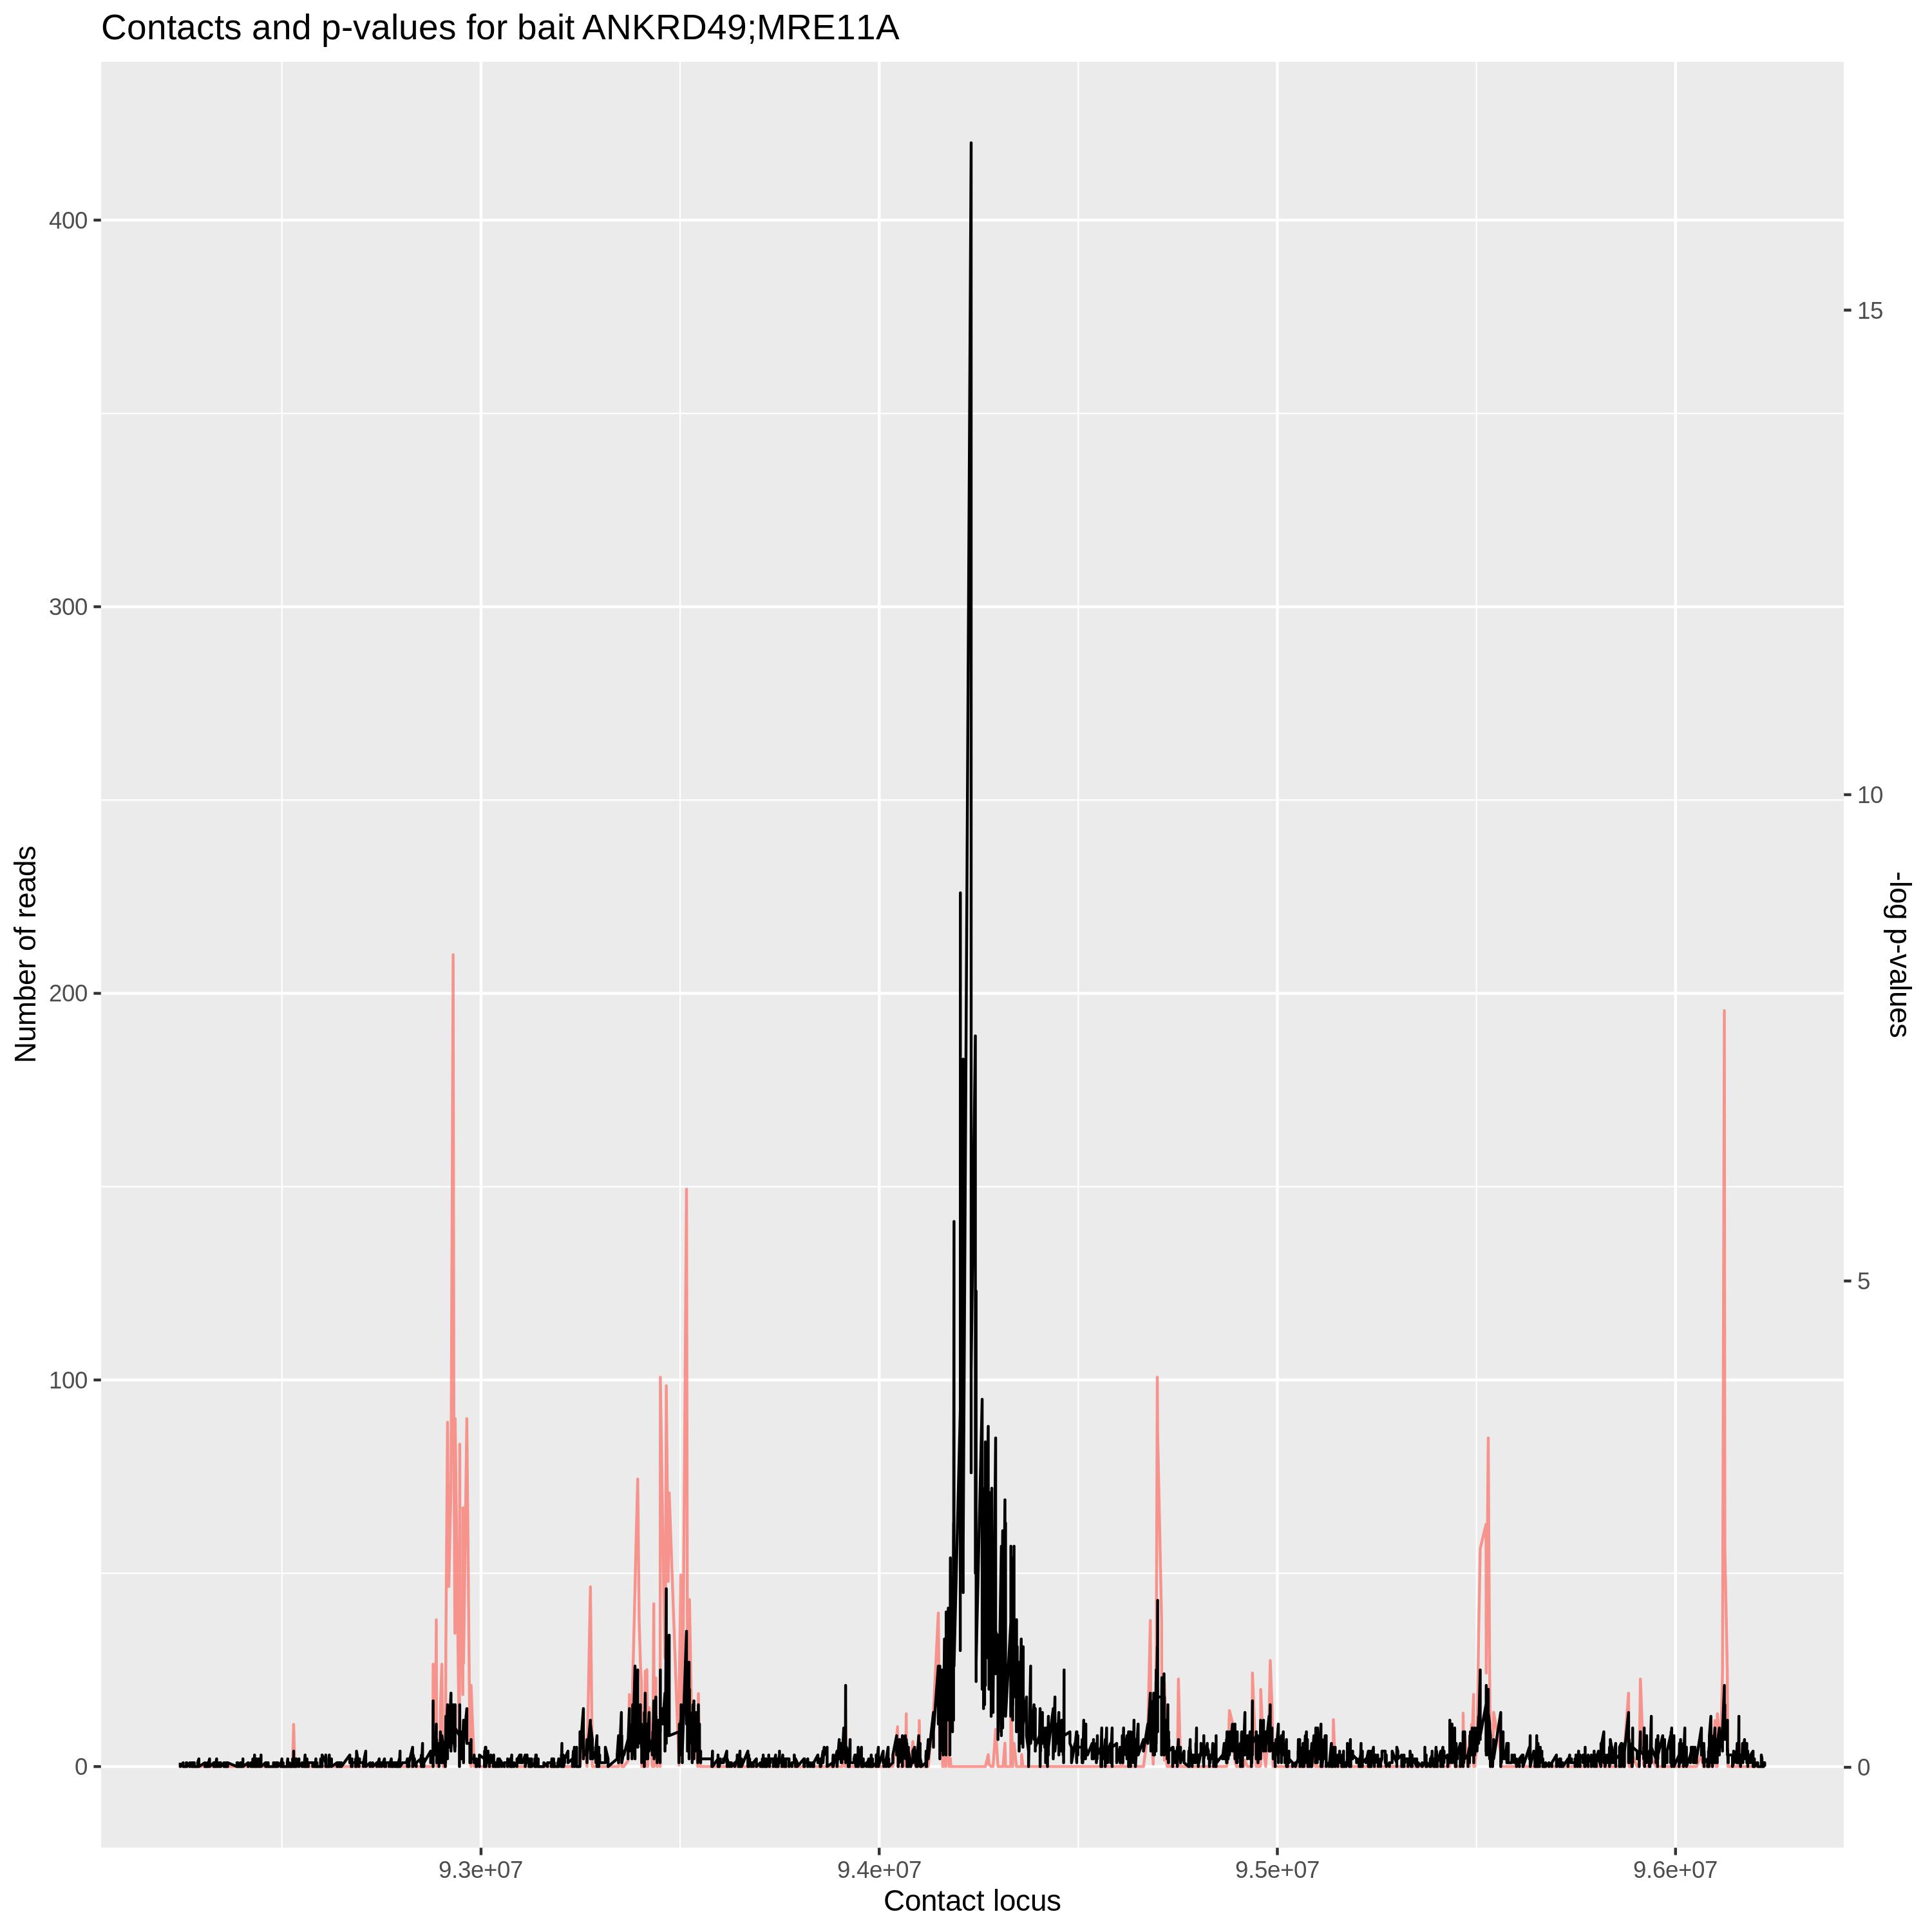 Contacts and p-values for bait ANKRD49;MRE11A
400
300
200
100
0
Number of reads
15
10
5
0
-log p-values
9.3e+07
9.4e+07
9.5e+07
9.6e+07
Contact locus